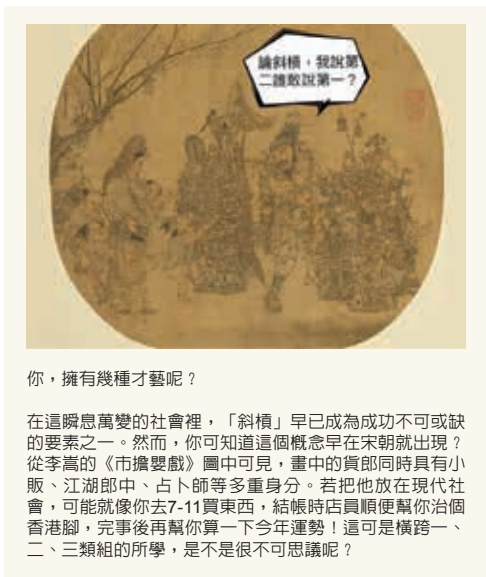 論斜槓，我說第
二誰敢說第一？
你，擁有幾種才藝呢？
在這瞬息萬變的社會裡，「斜槓」早已成為成功不可或缺
的要素之一。然而，你可知道這個概念早在宋朝就出現？
從李嵩的《市擔嬰戲》圖中可見，畫中的貨郎同時具有小
販、江湖郎中、占卜師等多重身分。若把他放在現代社
會，可能就像你去7-11買東西，結帳時店員順便幫你治個
香港腳，完事後再幫你算一下今年運勢！這可是橫跨一、
二、三類組的所學，是不是很不可思議呢？